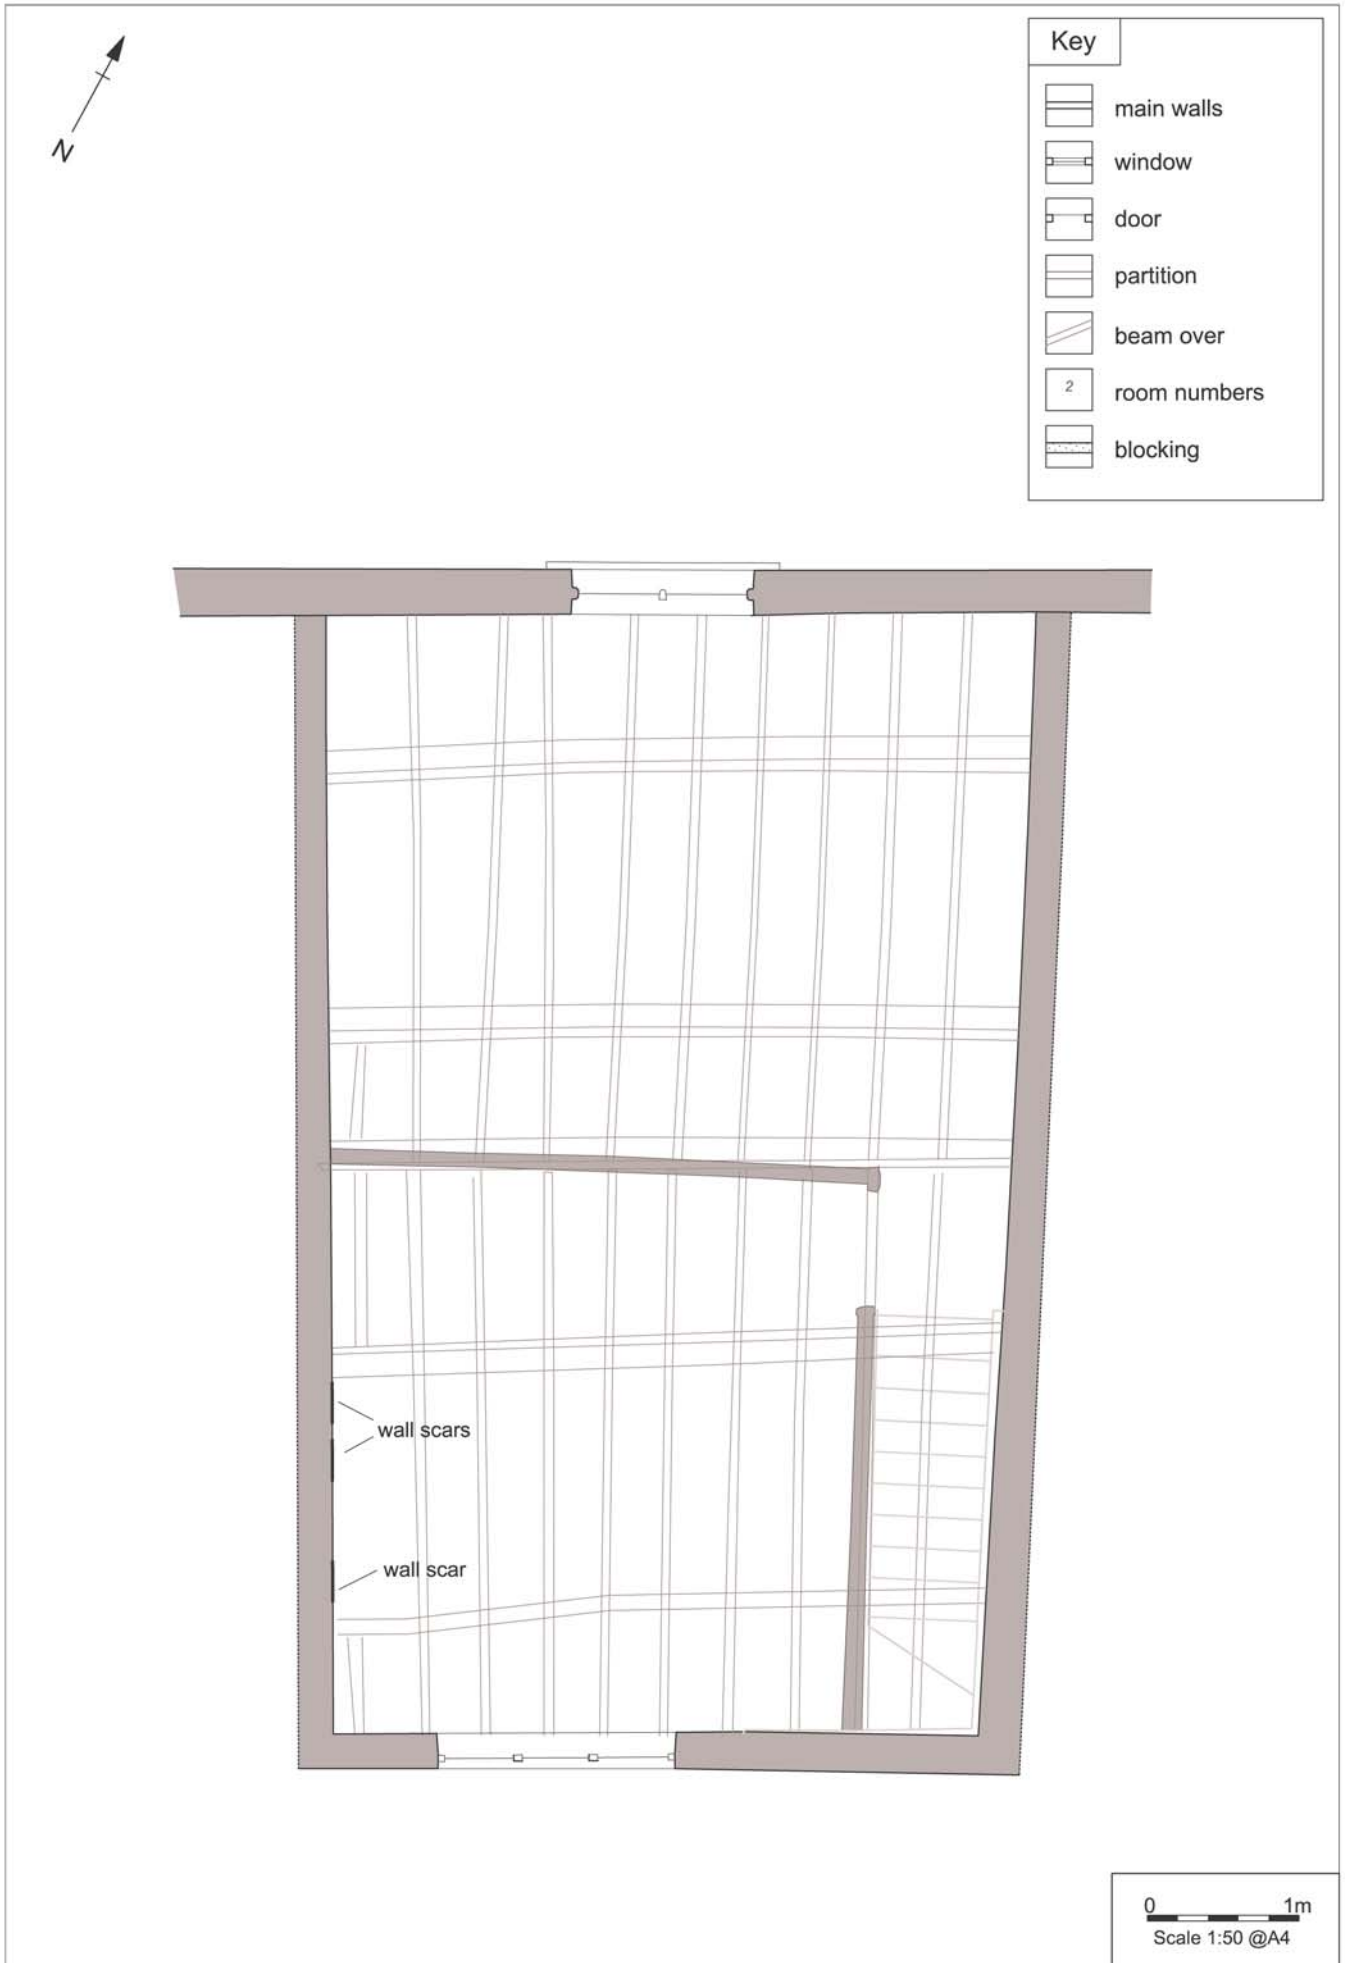 N
Key
main walls
window
door
partition
beam over
2
room numbers
blocking
wall scars
wall scar
0 1m
Scale 1:50 @A4